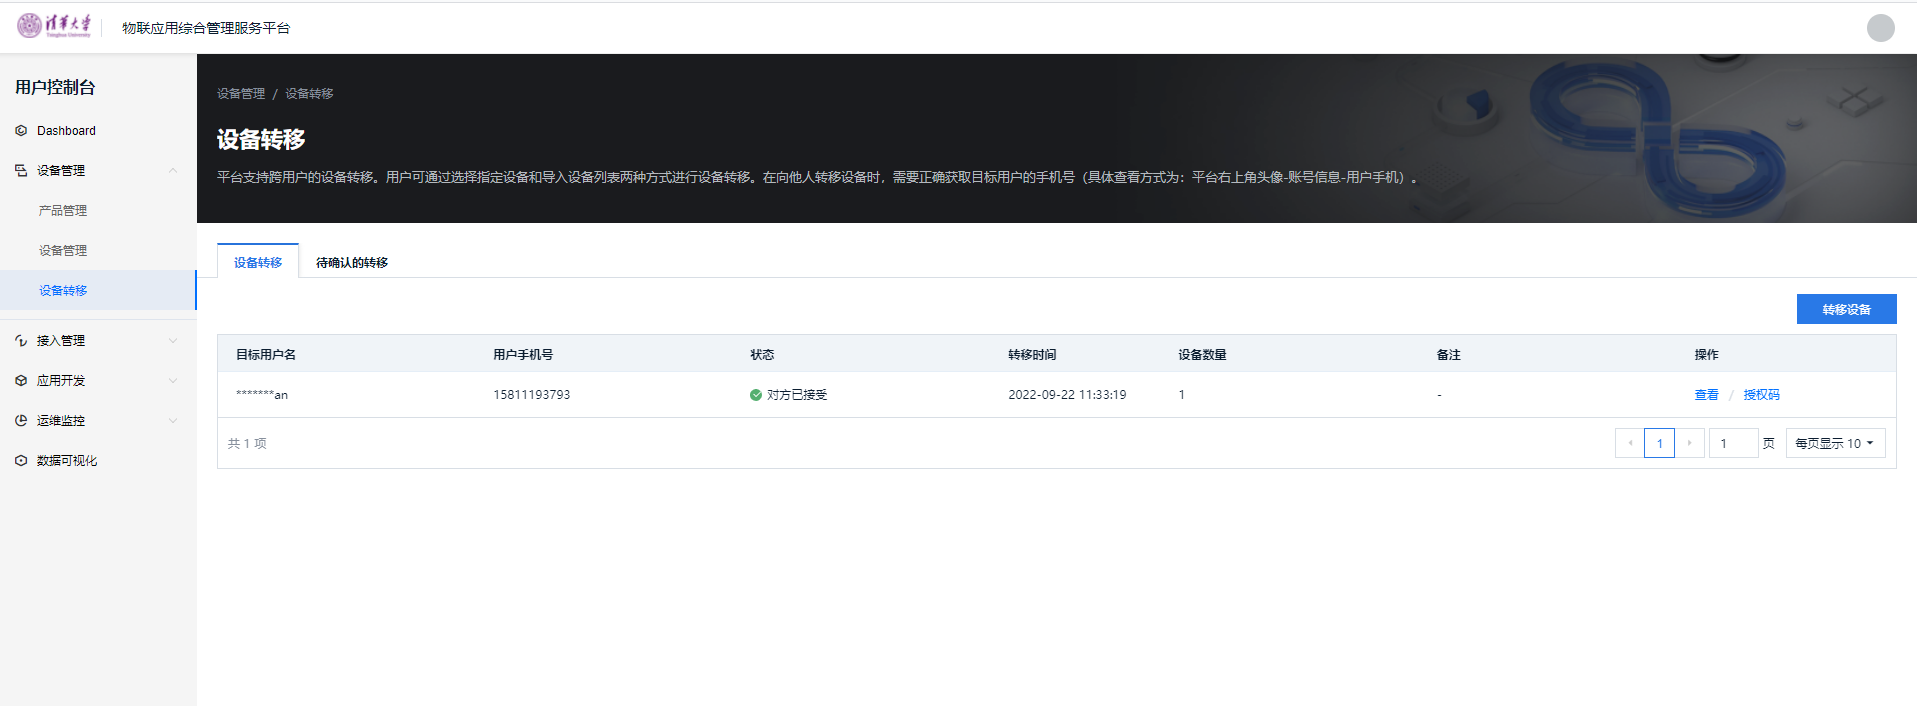 清华大学
Tsinghua University
物联应用综合管理服务平台
用户控制台
Dashboard
设备管理
产品管理
设备管理
设备转移
接入管理
应用开发
运维监控
数据可视化
设备管理 / 设备转移
设备转移
平台支持跨用户的设备转移。用户可通过选择指定设备和导入设备列表两种方式进行设备转移。在向他人转移设备时，需要正确获取目标用户的手机号（具体查看方式为：平台右上角头像-账号信息-用户手机）。
设备转移 待确认的转移
转移设备
目标用户名 用户手机号 状态 转移时间 设备数量 备注 操作
*******an 15811193793 对方已接受 2022-09-22 11:33:19 1 - 查看 / 授权码
共 1 项 1 1 页 每页显示 10